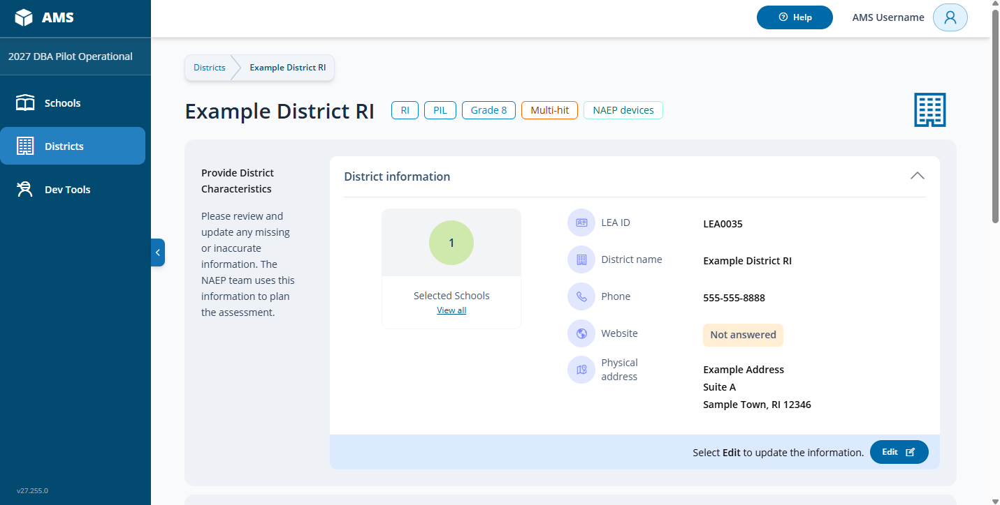 AMS
Help
AMS Username
2027 DBA Pilot Operational
Schools
Districts
Dev Tools
v27.255.0
Districts
Example District RI
Example District RI
RI
PIL
Grade 8
Multi-hit
NAEP devices
Provide District
Characteristics
Please review and
update any missing
or inaccurate
information. The
NAEP team uses this
information to plan
the assessment.
District information
1
Selected Schools
View all
LEA ID
LEA0035
District name
Example District RI
Phone
555-555-8888
Website
Not answered
Physical
address
Example Address
Suite A
Sample Town, RI 12346
Select Edit to update the information.
Edit